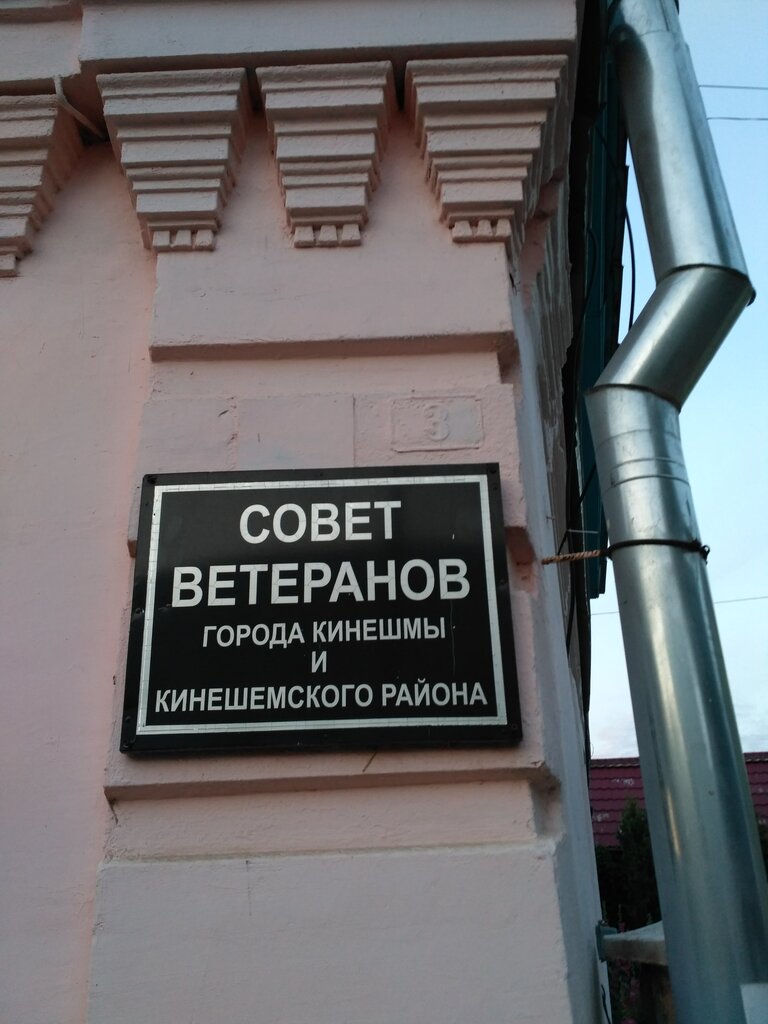 3
СОВЕТ
ВЕТЕРАНОВ
ГОРОДА КИНЕШМЫ
И
КИНЕШЕМСКОГО РАЙОНА